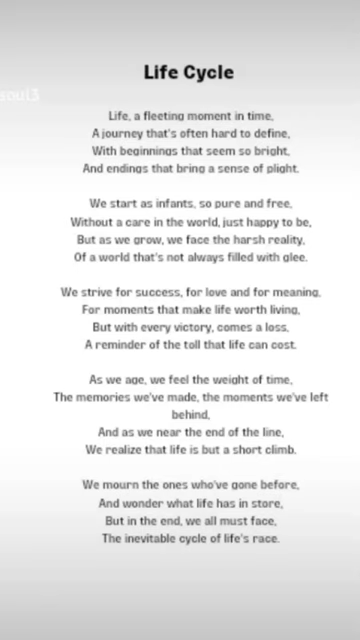 Life Cycle
soul3
Life, a fleeting moment in time,
A journey that's often hard to define,
With beginnings that seem so bright,
And endings that bring a sense of plight.
We start as infants, so pure and free,
Without a care in the world, just happy to be,
But as we grow, we face the harsh reality,
Of a world that's not always filled with glee.
We strive for success, for love and for meaning,
For moments that make life worth living,
But with every victory, comes a loss,
A reminder of the toll that life can cost.
As we age, we feel the weight of time,
The memories we've made, the moments we've left
behind,
And as we near the end of the line,
We realize that life is but a short climb.
We mourn the ones who've gone before,
And wonder what life has in store,
But in the end, we all must face,
The inevitable cycle of life's race.